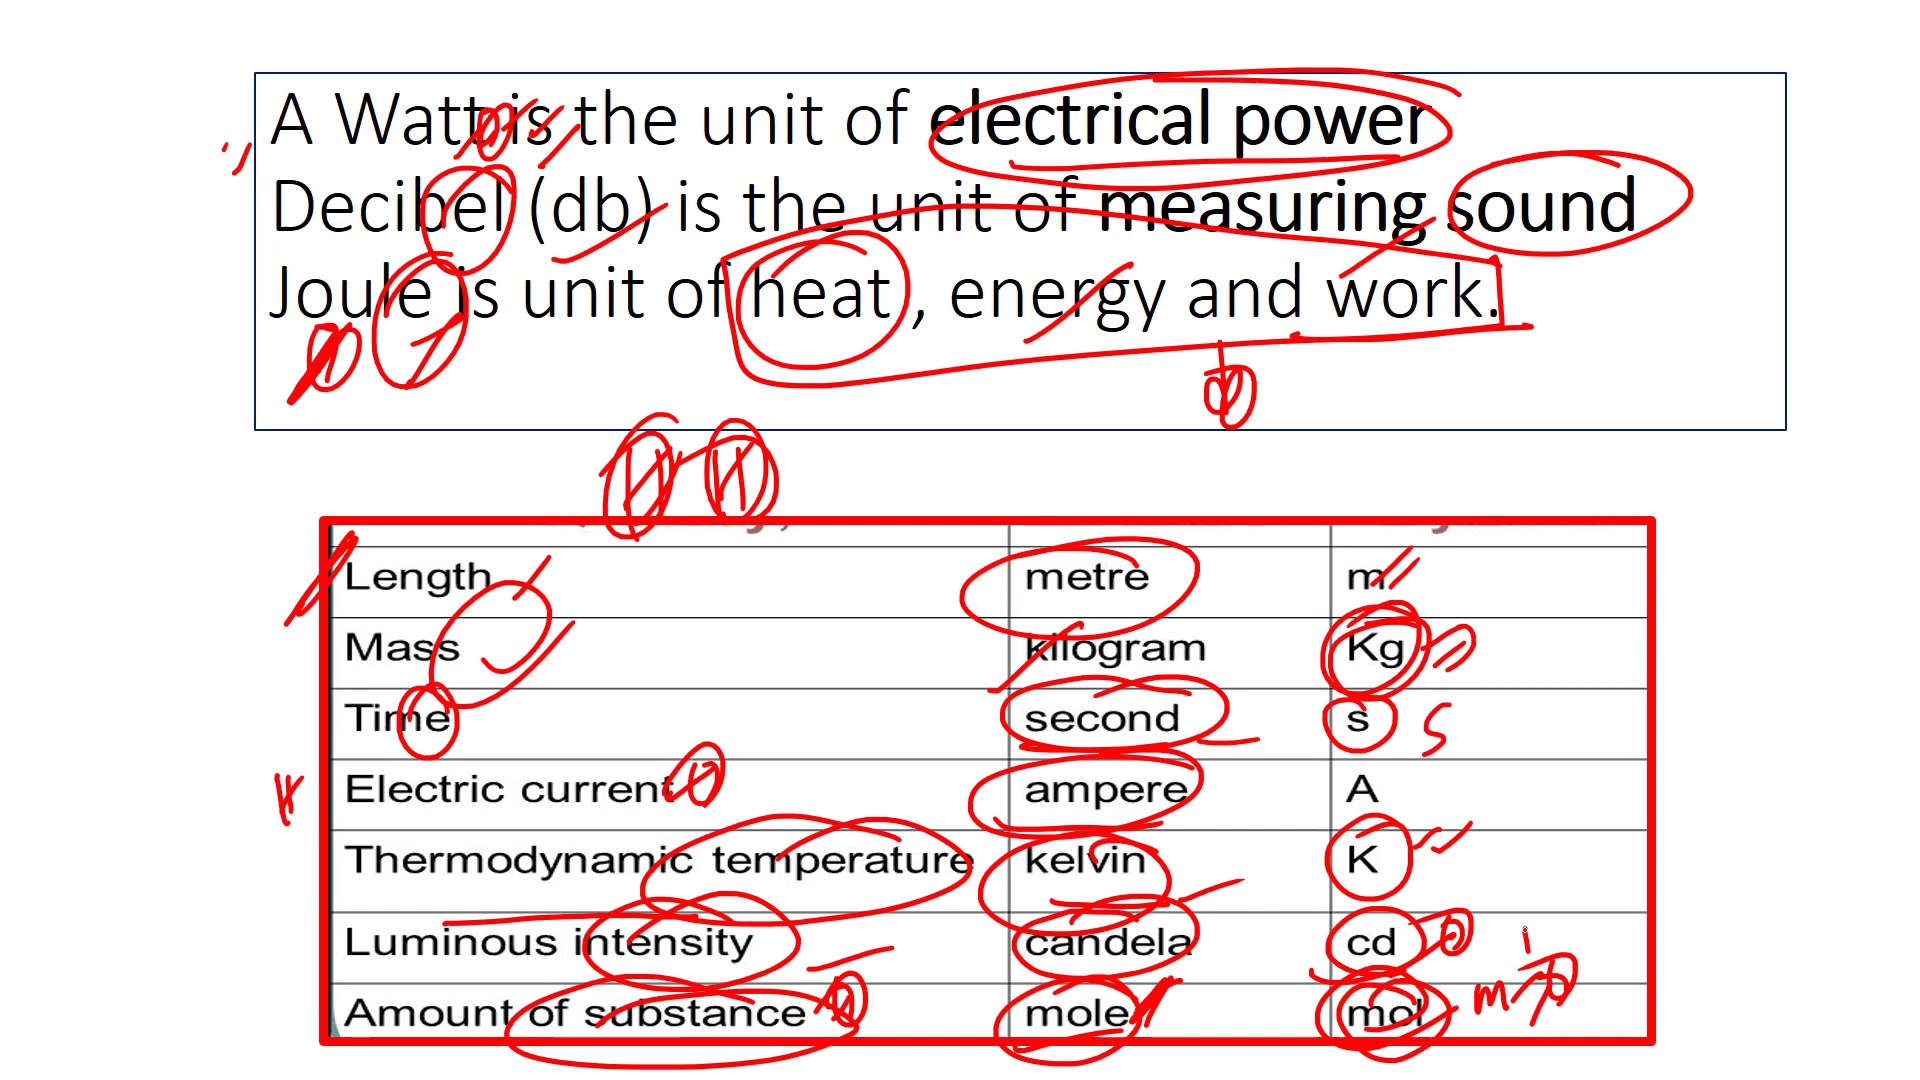 A Watt is the unit of electrical power
Decibel (db) is the unit of measuring sound
Joule is unit of heat , energy and work.
Length metre m
Mass kilogram Kg
Time second s S
Electric current ampere A
Thermodynamic temperature kelvin K
Luminous intensity candela cd
Amount of substance mole mol